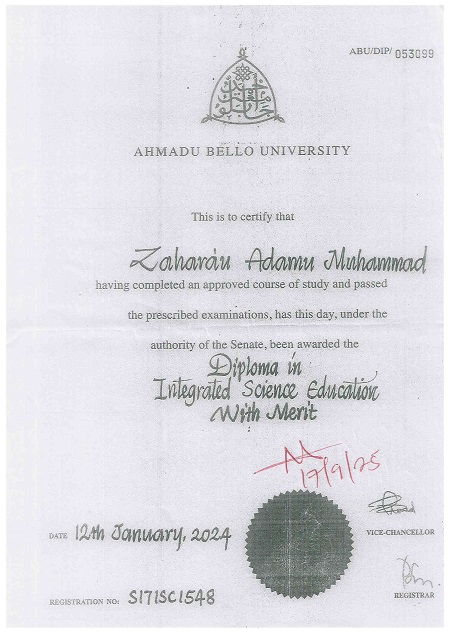 ABU/DIP/ 053099
AHMADU BELLO UNIVERSITY
This is to certify that
Zaharau Adamu Muhammad
having completed an approved course of study and passed
the prescribed examinations, has this day, under the
authority of the Senate, been awarded the
Diploma in
Integrated Science Education
With Merit
17/9/25
DATE 12th January, 2024
VICE-CHANCELLOR
REGISTRATION NO: S171SC1548
REGISTRAR